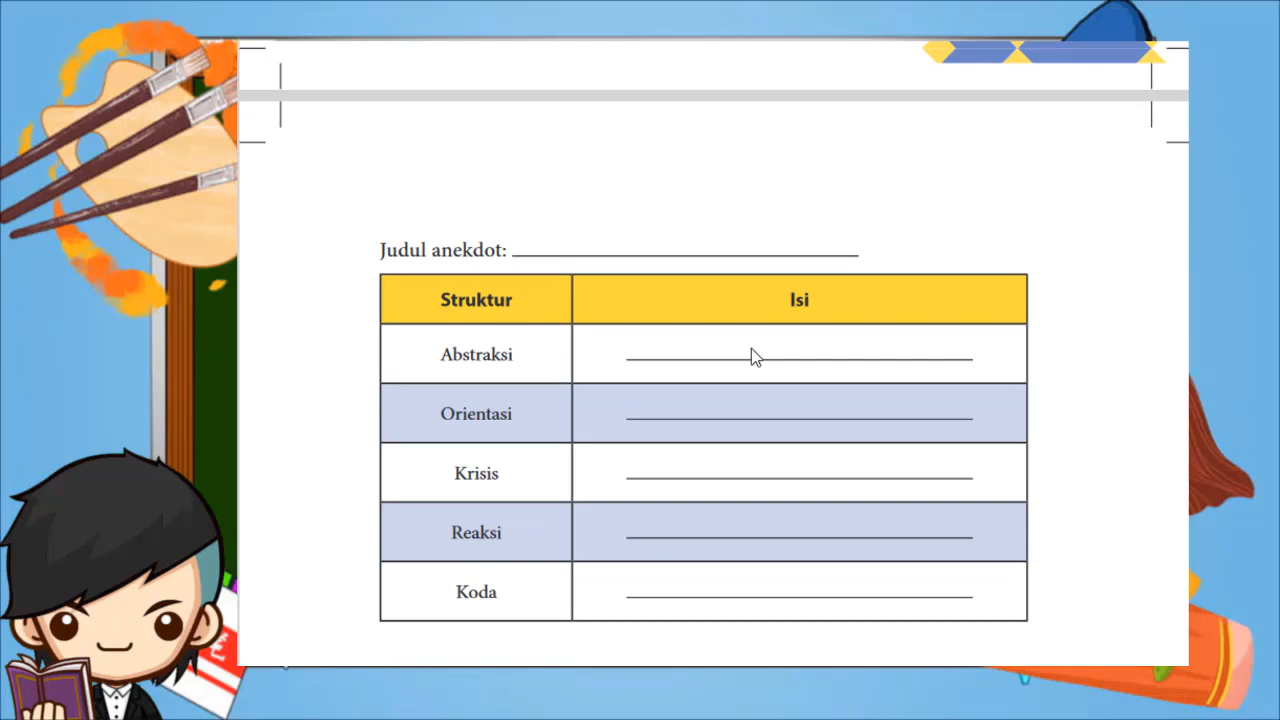 Judul anekdot:
Struktur Isi
Abstraksi
Orientasi
Krisis
Reaksi
Koda